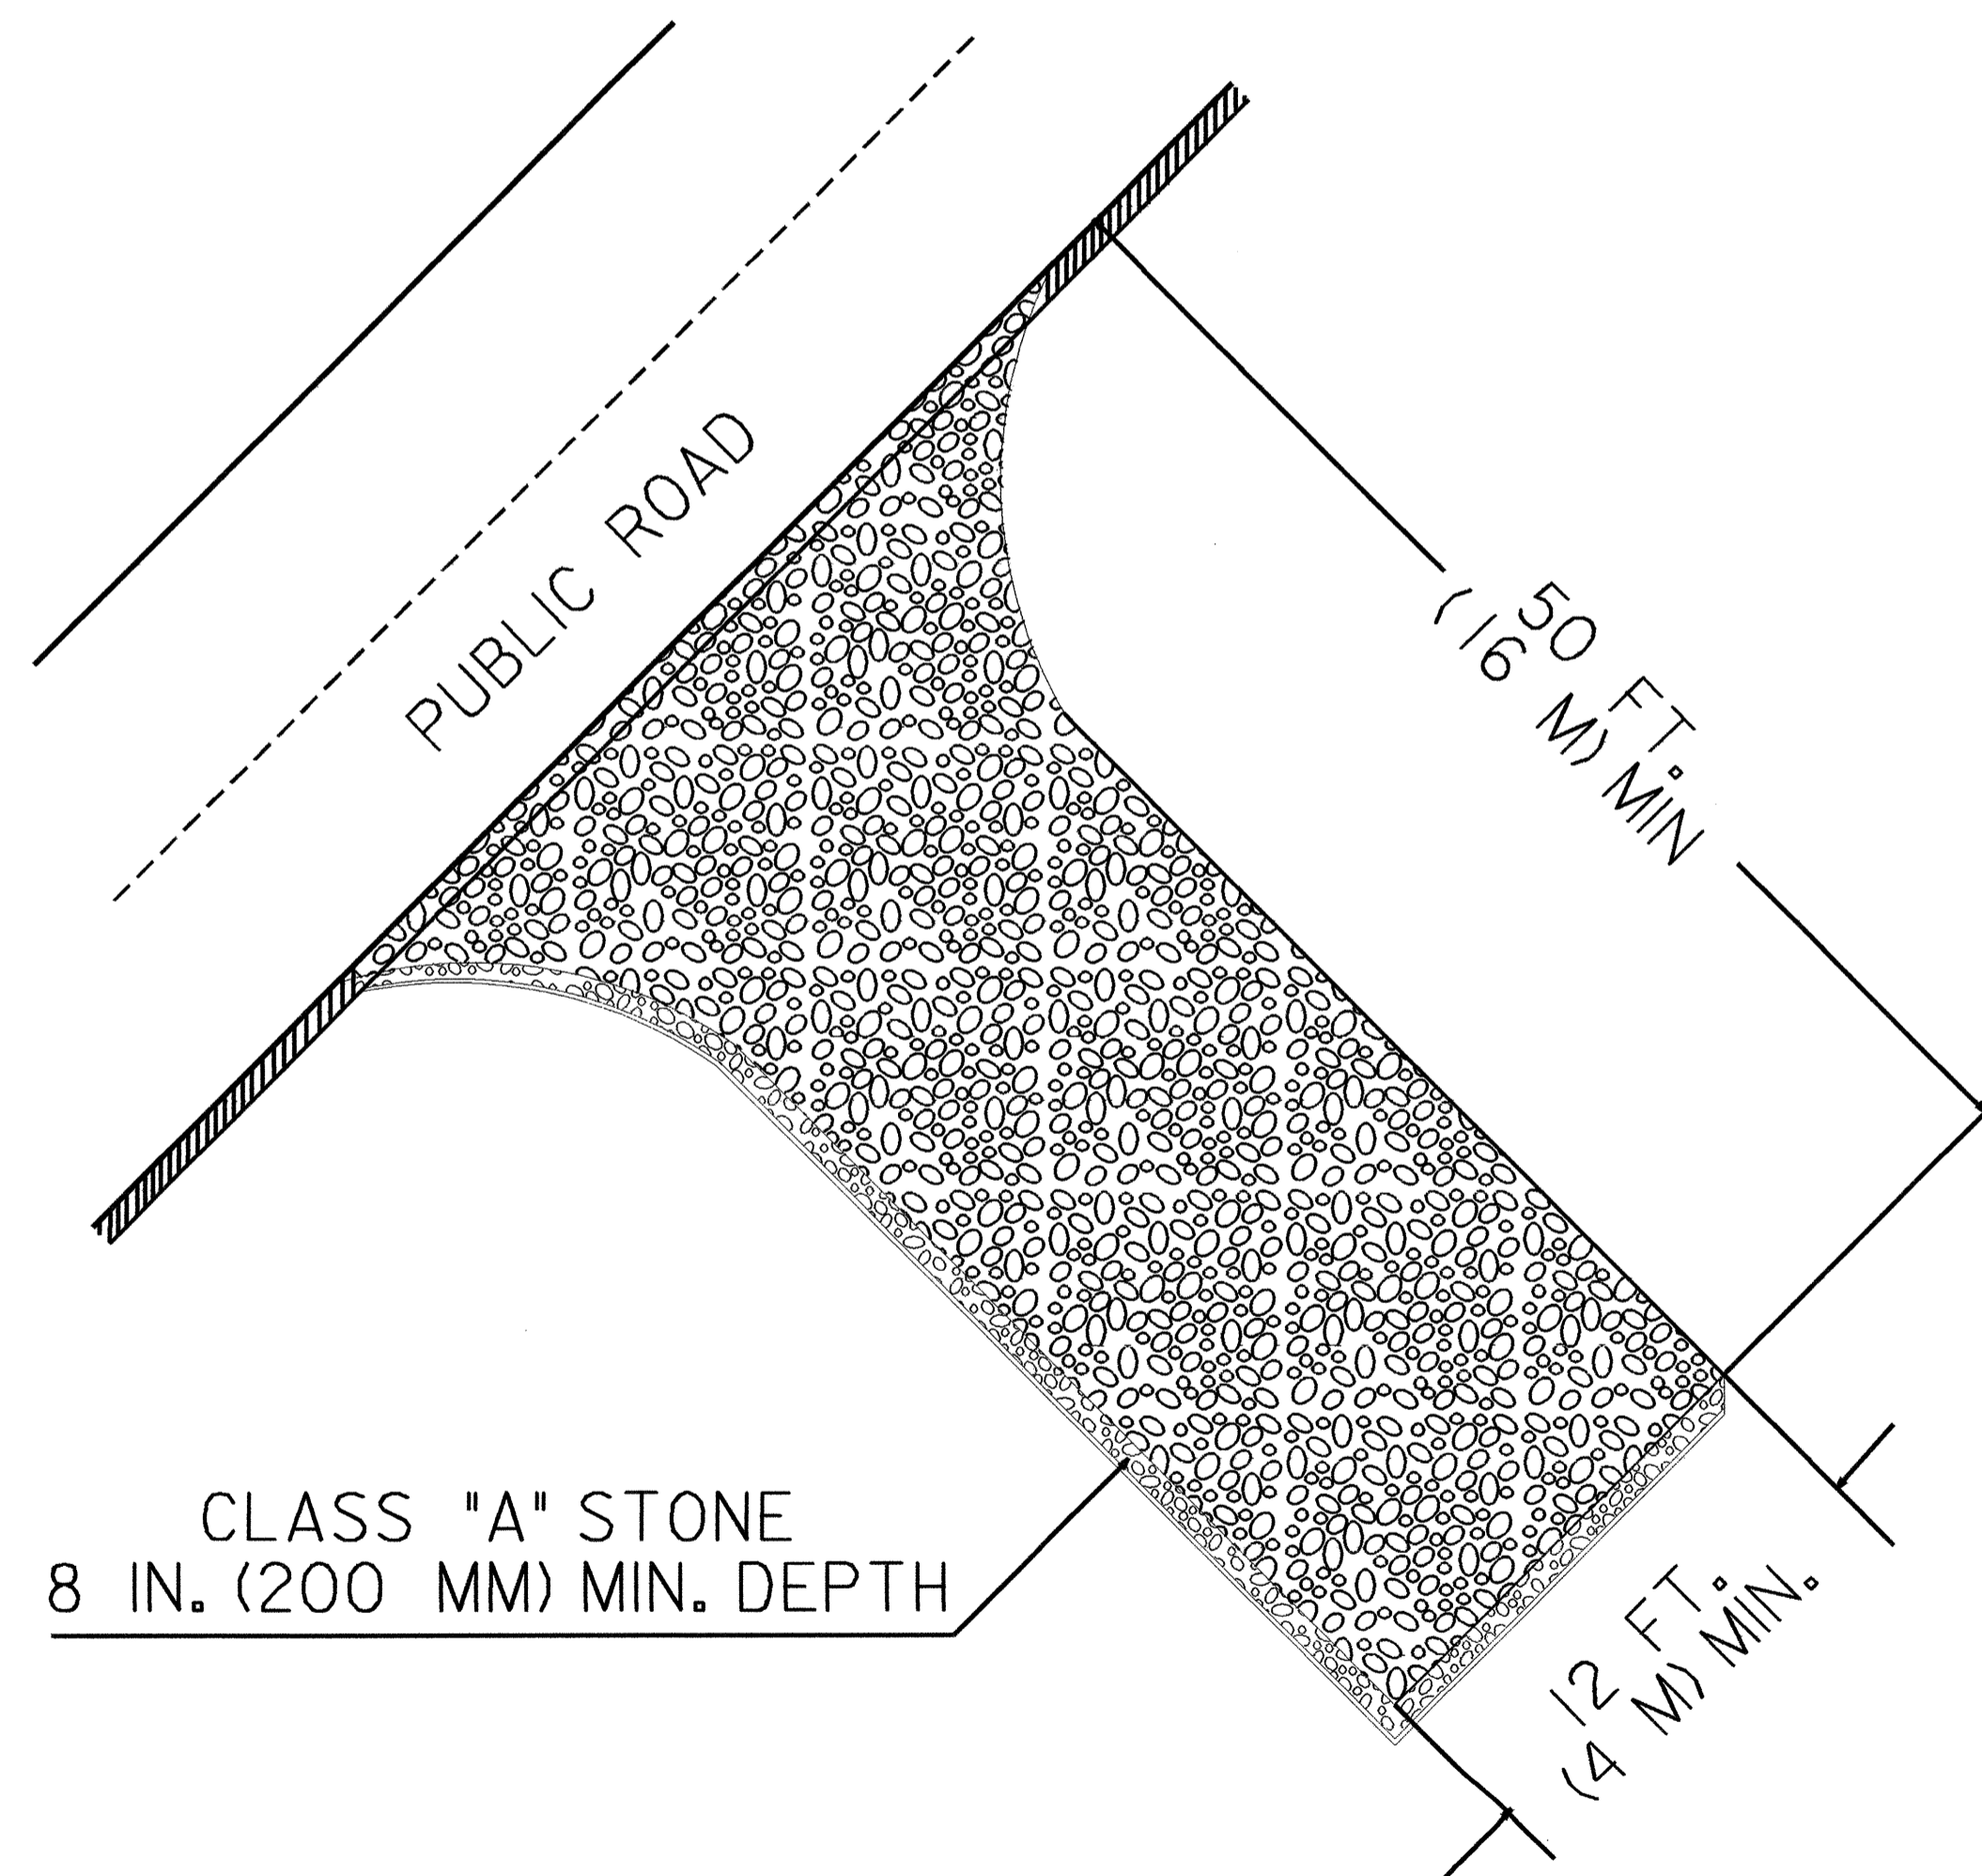 PUBLIC ROAD
50 FT.
(16 M) MIN
CLASS "A" STONE
8 IN. (200 MM) MIN. DEPTH
12 FT.
(4 M) MIN.